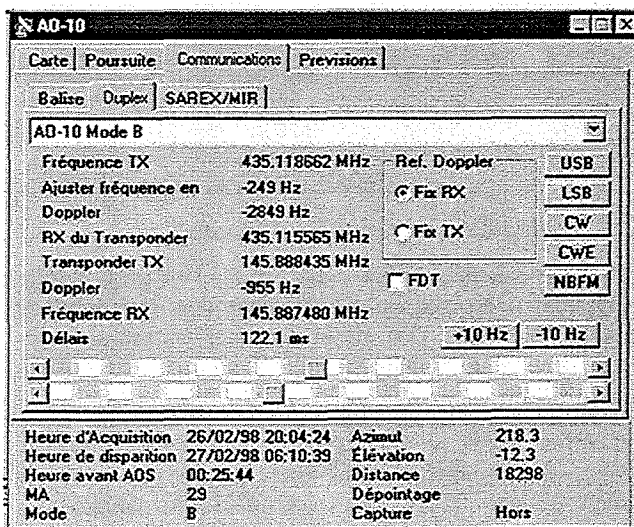 AO-10
Carte Poursuite Communications Previsions
Balise Duplex SAREX/MIR
AO-10 Mode B
Fréquence TX 435.118662 MHz Ref. Doppler USB
Ajuster fréquence en -249 Hz Fix RX LSB
Doppler -2849 Hz
RX du Transponder 435.115565 MHz Fix TX CW
Transponder TX 145.888435 MHz CWE
Doppler -955 Hz FDT NBFM
Fréquence RX 145.887480 MHz
Délais 122.1 ms +10 Hz -10 Hz
Heure d'Acquisition 26/02/98 20:04:24 Azimut 218.3
Heure de disparition 27/02/98 06:10:39 Élévation -12.3
Heure avant AOS 00:25:44 Distance 18298
MA 29 Dépointage
Mode B Capture Hors